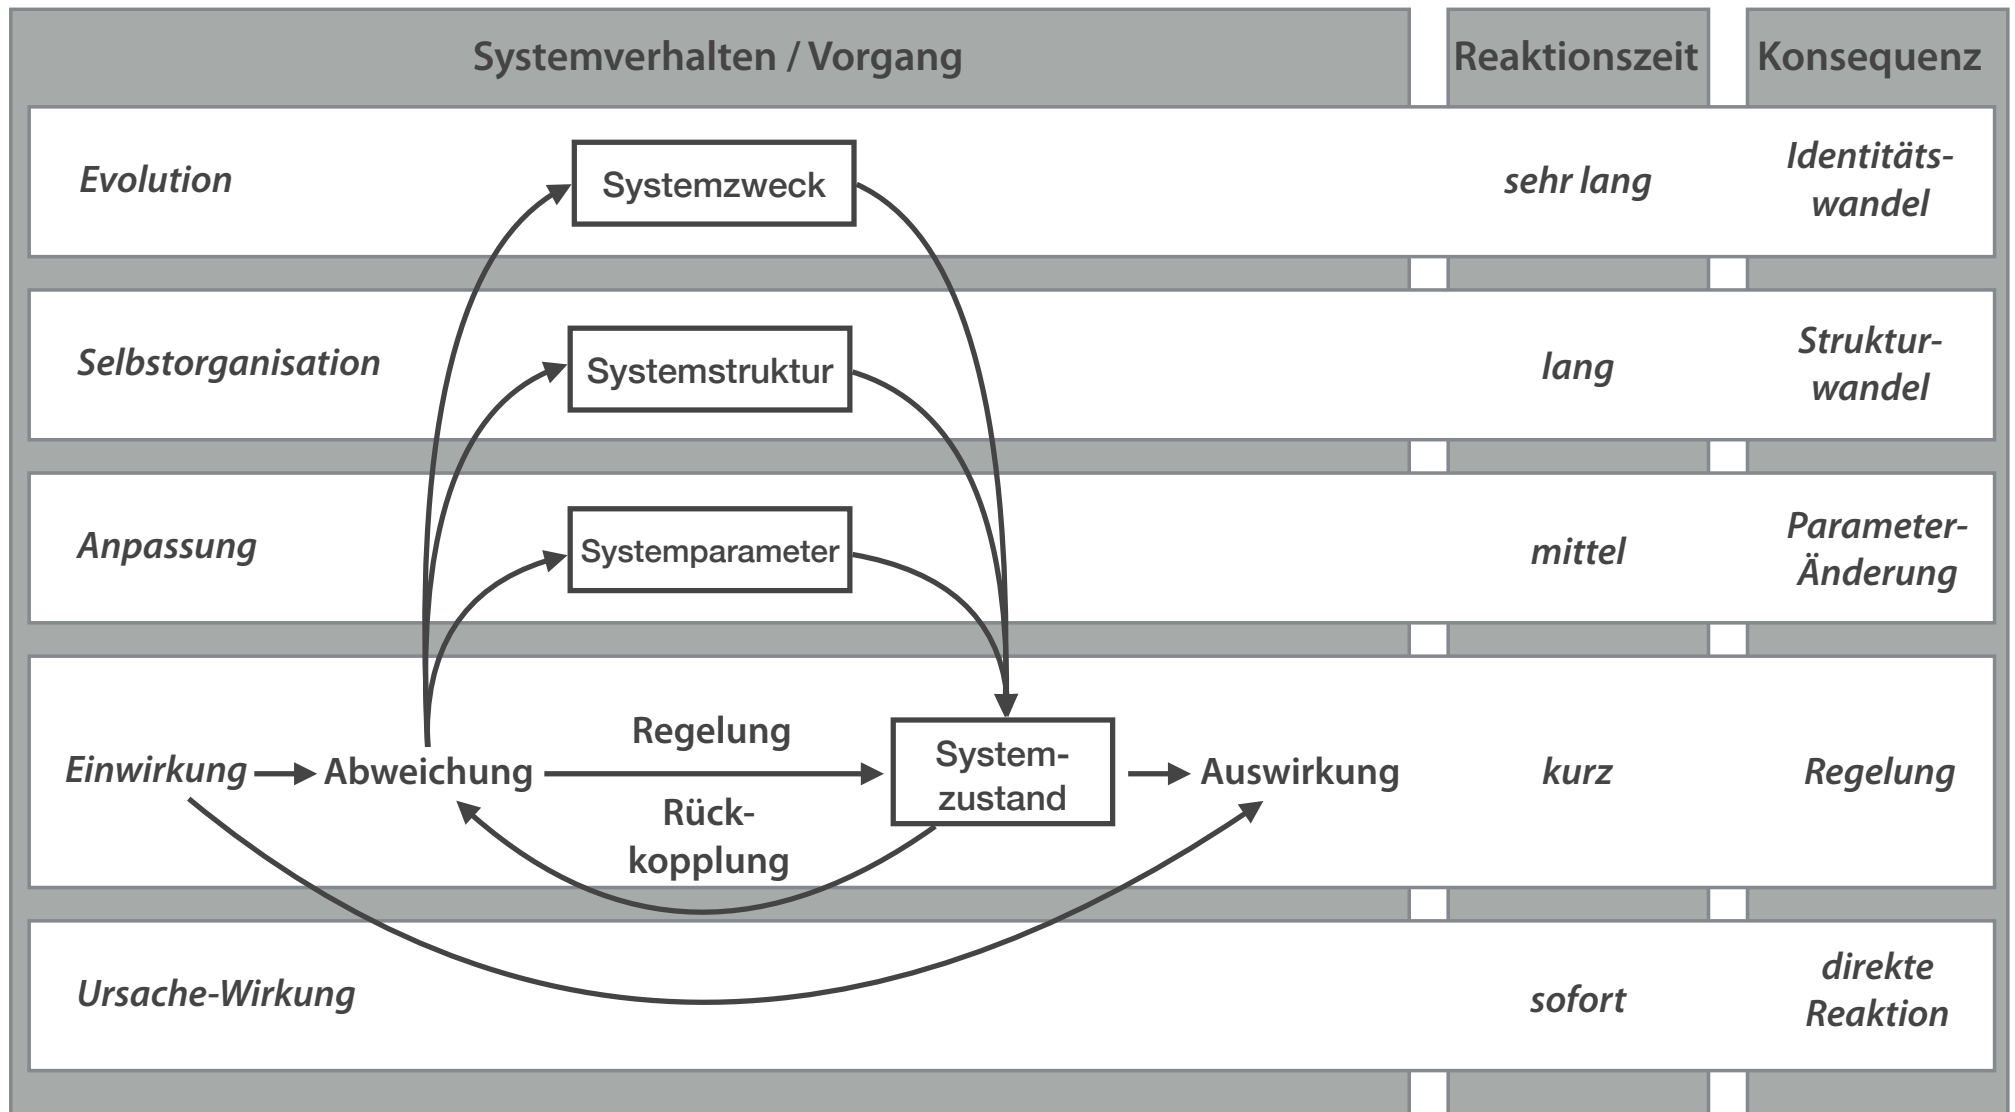 Systemverhalten / Vorgang
Reaktionszeit
Konsequenz
Evolution
Systemzweck
sehr lang
Identitäts-
wandel
Selbstorganisation
Systemstruktur
lang
Struktur-
wandel
Anpassung
Systemparameter
mittel
Parameter-
Änderung
Einwirkung
Abweichung
Regelung
Rück-
kopplung
System-
zustand
Auswirkung
kurz
Regelung
Ursache-Wirkung
sofort
direkte
Reaktion